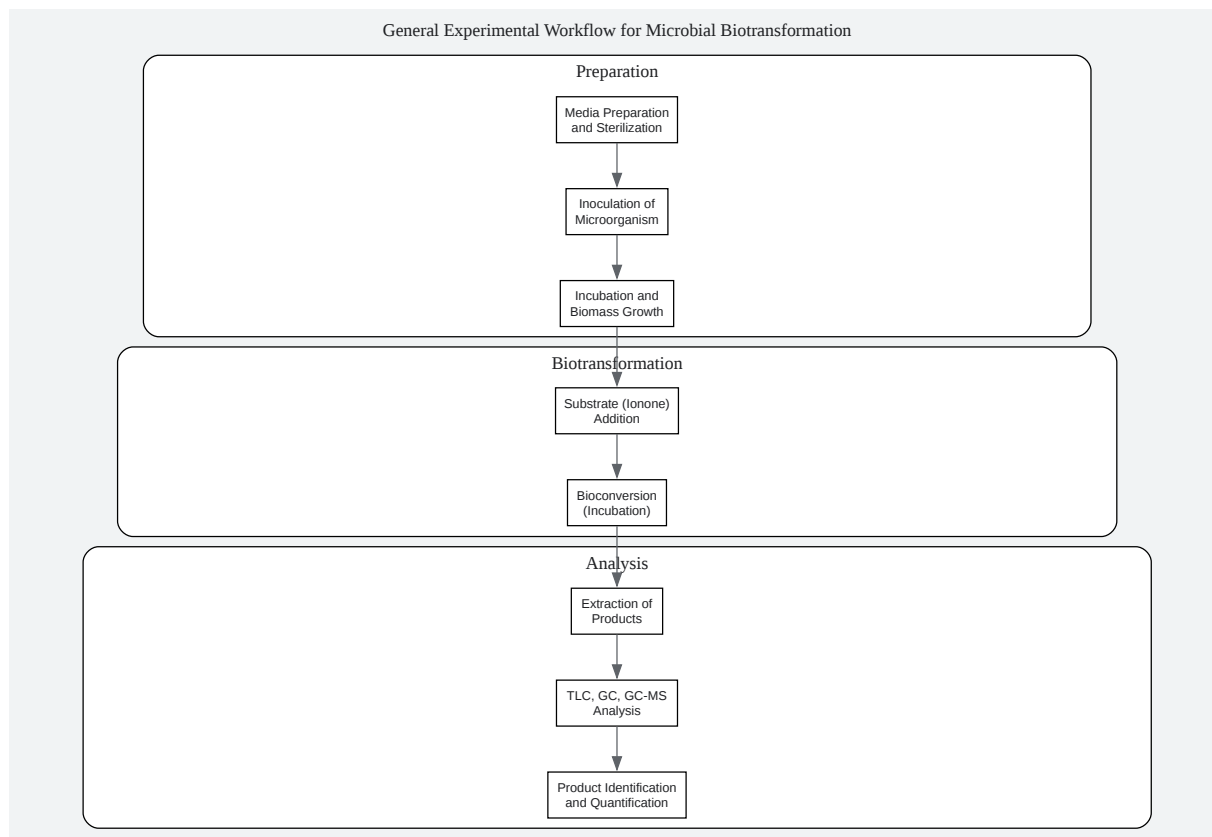 General Experimental Workflow for Microbial Biotransformation
Preparation
Media Preparation
and Sterilization
Inoculation of
Microorganism
Incubation and
Biomass Growth
Biotransformation
Substrate (Ionone)
Addition
Bioconversion
(Incubation)
Analysis
Extraction of
Products
TLC, GC, GC-MS
Analysis
Product Identification
and Quantification